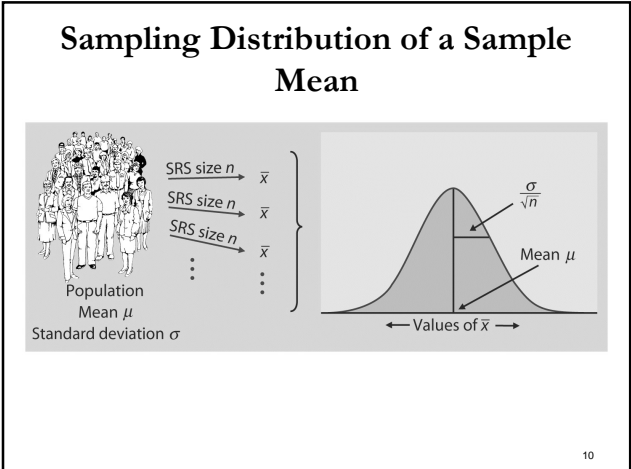 Sampling Distribution of a Sample
Mean
SRS size n x̅
SRS size n x̅
SRS size n x̅
⋮ ⋮
Population
Mean μ
Standard deviation σ
σ/√n
Mean μ
← Values of x̅ →
10